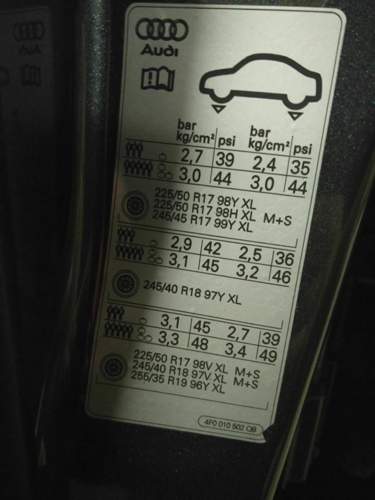 Audi
bar
kg/cm² psi bar
kg/cm² psi
2,7 39 2,4 35
3,0 44 3,0 44
225/50 R17 98Y XL
225/50 R17 98H XL M+S
245/45 R17 99Y XL
2,9 42 2,5 36
3,1 45 3,2 46
245/40 R18 97Y XL
3,1 45 2,7 39
3,3 48 3,4 49
225/50 R17 98V XL M+S
245/40 R18 97V XL M+S
255/35 R19 96Y XL
4F0 010 502 QB